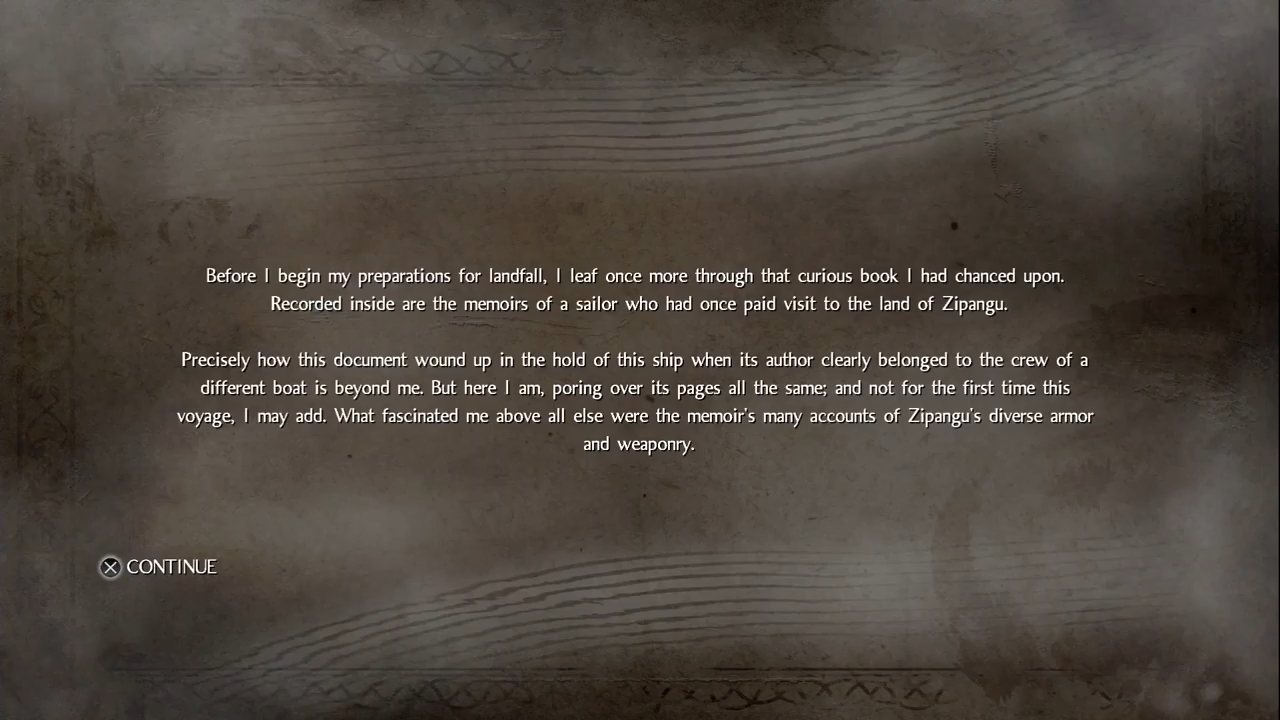 Before I begin my preparations for landfall, I leaf once more through that curious book I had chanced upon.
Recorded inside are the memoirs of a sailor who had once paid visit to the land of Zipangu.
Precisely how this document wound up in the hold of this ship when its author clearly belonged to the crew of a
different boat is beyond me. But here I am, poring over its pages all the same; and not for the first time this
voyage, I may add. What fascinated me above all else were the memoir's many accounts of Zipangu's diverse armor
and weaponry.
CONTINUE